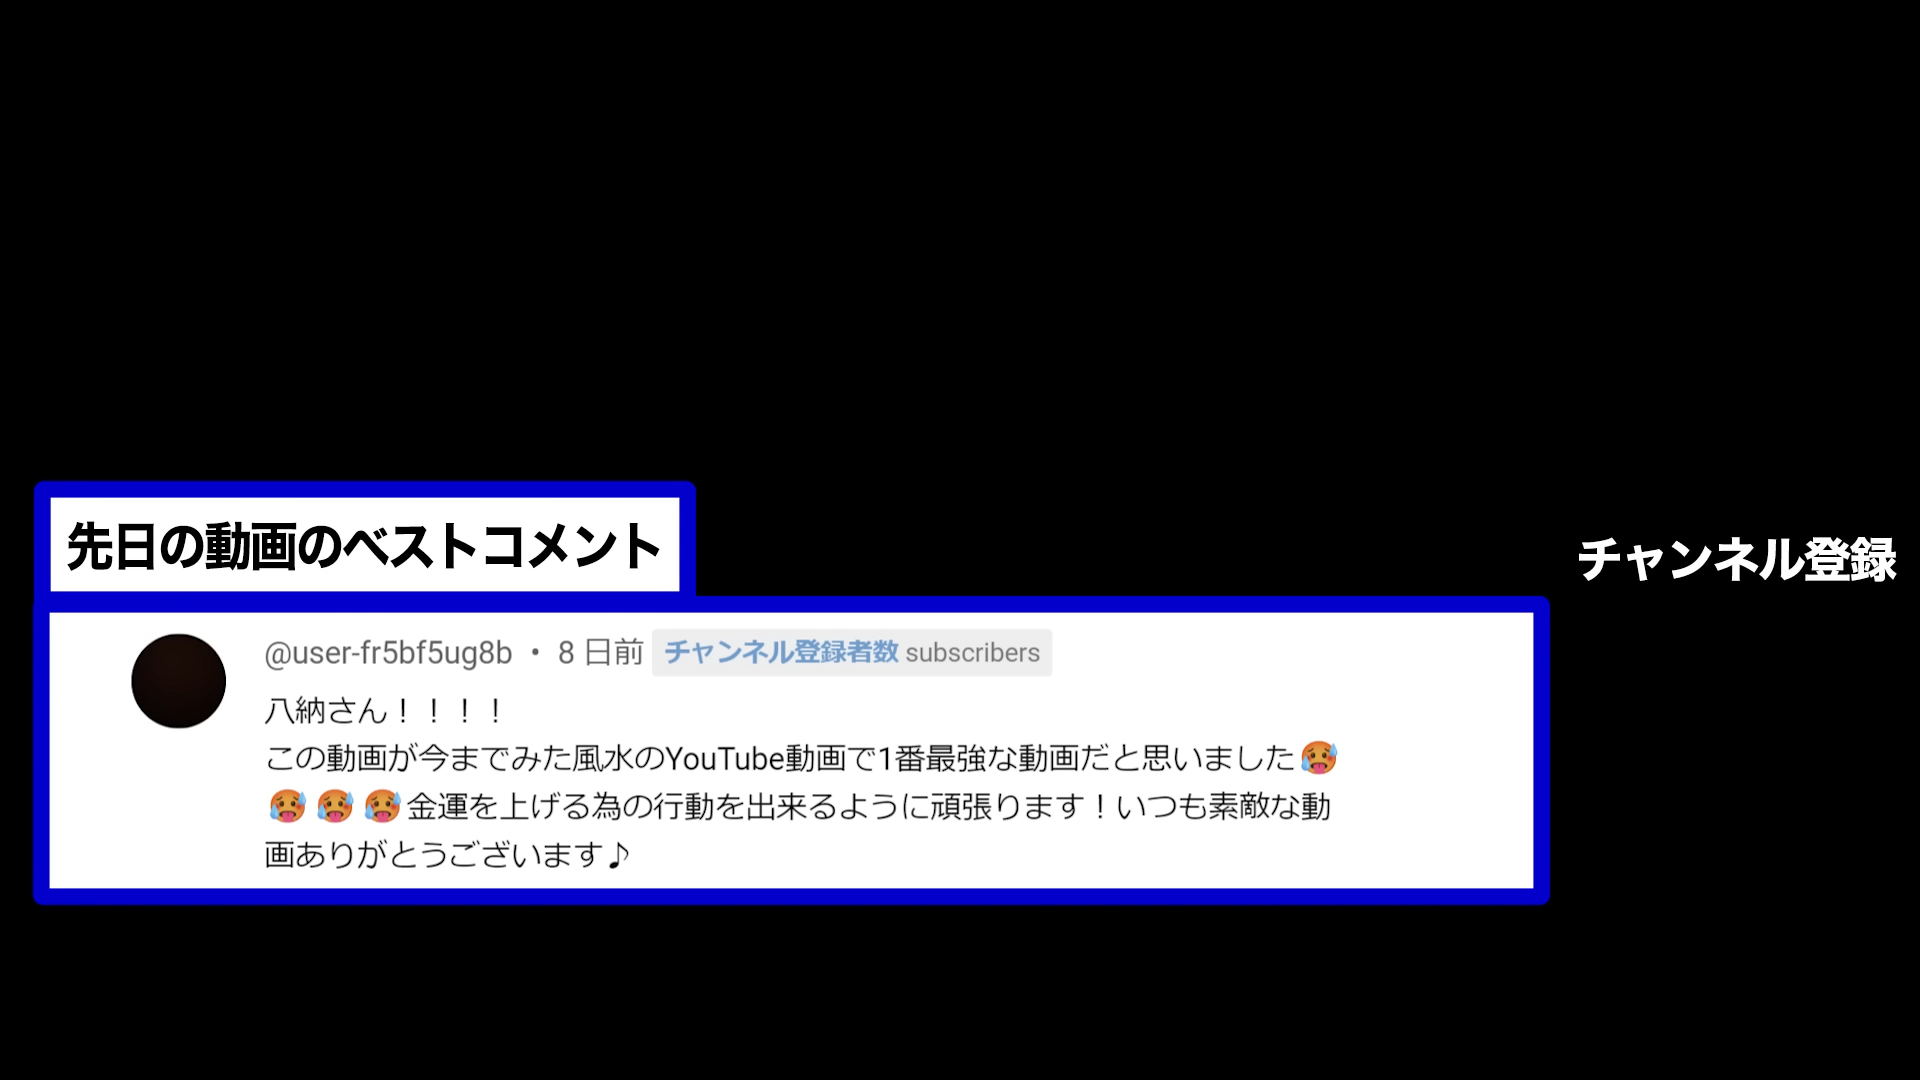 先日の動画のベストコメント
チャンネル登録
@user-fr5bf5ug8b・8 日前 チャンネル登録者数 subscribers
八納さん！！！！
この動画が今までみた風水のYouTube動画で1番最強な動画だと思いました🥵
🥵🥵🥵金運を上げる為の行動を出来るように頑張ります！いつも素敵な動
画ありがとうございます♪